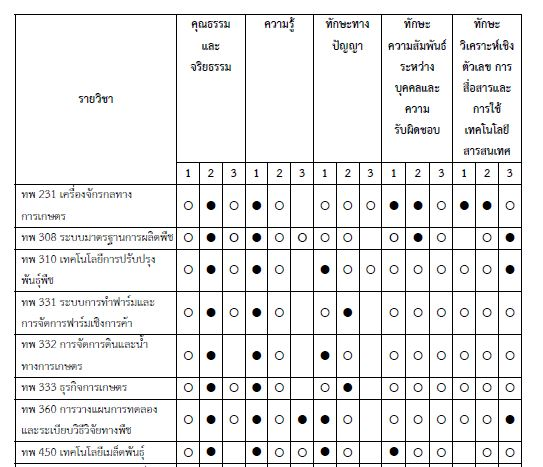 รายวิชา
คุณธรรม
และ
จริยธรรม
ความรู้
ทักษะทาง
ปัญญา
ทักษะ
ความสัมพันธ์
ระหว่าง
บุคคลและ
ความ
รับผิดชอบ
ทักษะ
วิเคราะห์เชิง
ตัวเลข การ
สื่อสารและ
การใช้
เทคโนโลยี
สารสนเทศ
1 2 3 1 2 3 1 2 3 1 2 3 1 2 3
ทพ 231 เครื่องจักรกลทาง
การเกษตร
○ ● ○ ● ○ ○ ○ ○ ● ● ○ ● ● ○
ทพ 308 ระบบมาตรฐานการผลิตพืช ○ ● ○ ● ○ ○ ○ ○ ● ○ ○ ●
ทพ 310 เทคโนโลยีการปรับปรุง
พันธุ์พืช
○ ● ○ ● ○ ● ○ ○ ○ ○ ○ ○ ○ ●
ทพ 331 ระบบการทำฟาร์มและ
การจัดการฟาร์มเชิงการค้า
○ ● ○ ● ○ ○ ● ○ ○ ○ ○ ○ ○
ทพ 332 การจัดการดินและน้ำ
ทางการเกษตร
○ ● ● ○ ● ○ ○ ○ ○ ○ ○ ○
ทพ 333 ธุรกิจการเกษตร ○ ● ○ ● ○ ○ ● ○ ○ ○ ○ ○ ○
ทพ 360 การวางแผนการทดลอง
และระเบียบวิธีวิจัยทางพืช
○ ● ○ ● ○ ● ● ○ ○ ○ ○ ○ ○ ●
ทพ 450 เทคโนโลยีเมล็ดพันธุ์ ○ ● ● ○ ○ ● ○ ● ○ ○ ○ ○